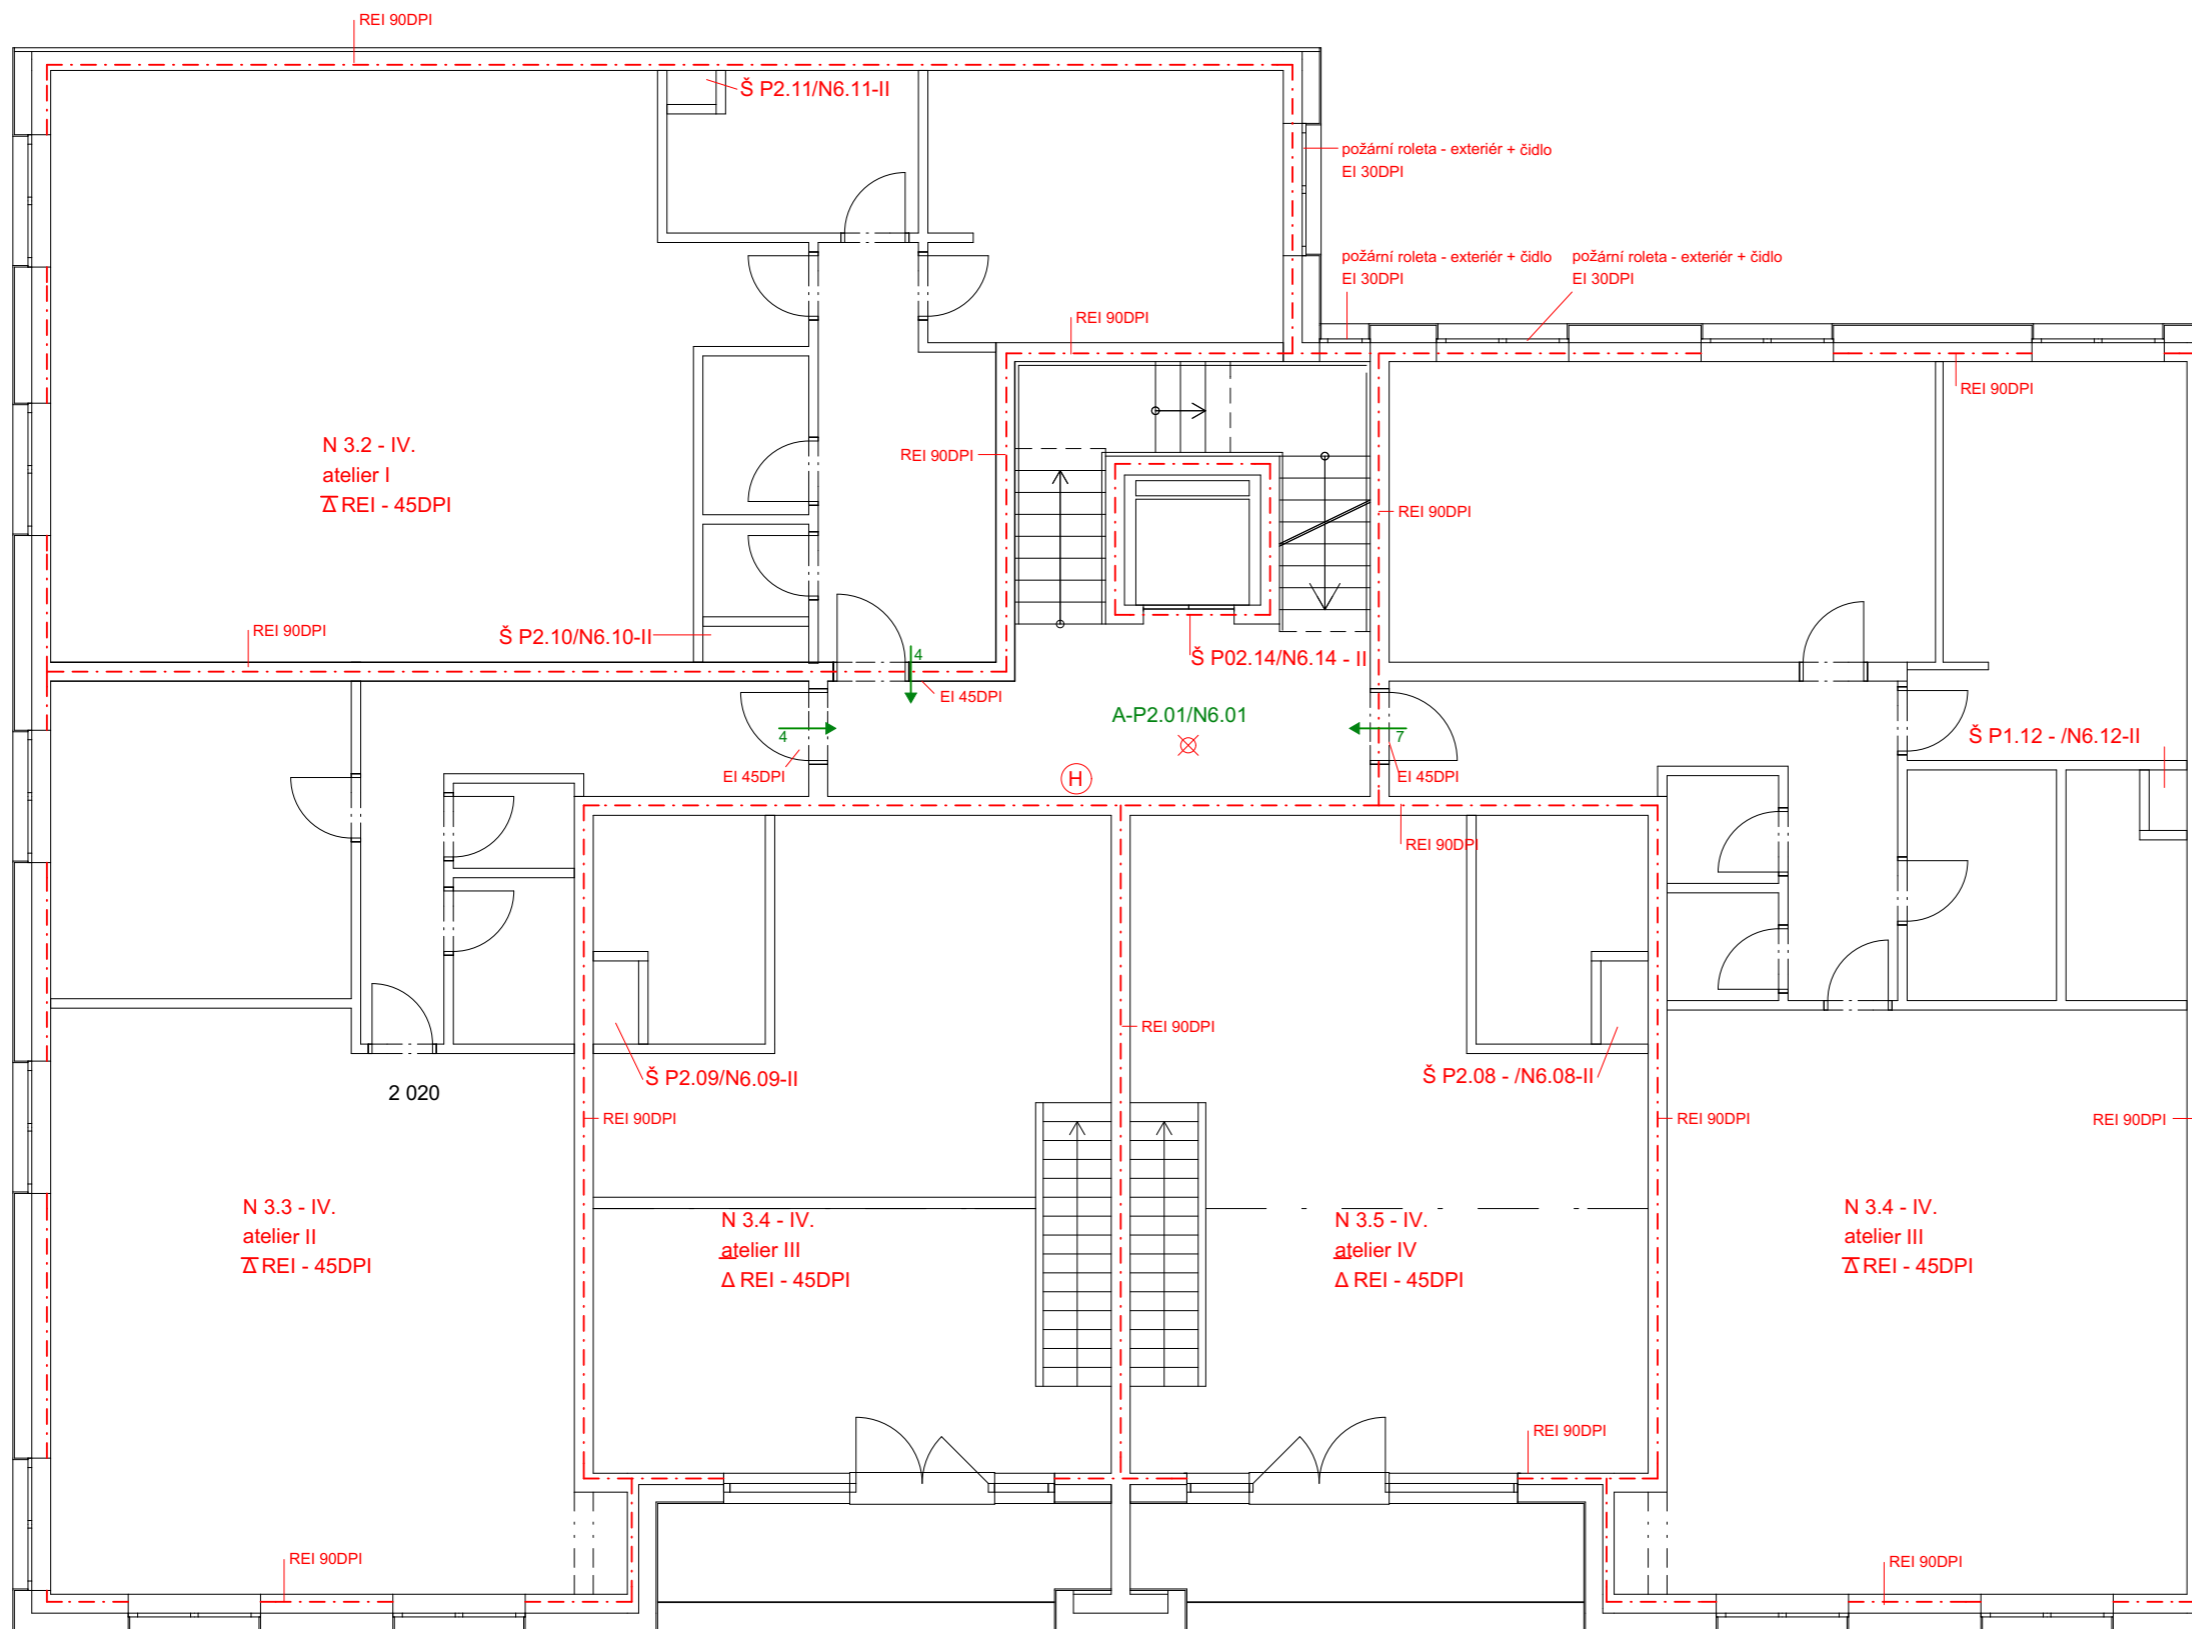 REI 90DPI
Š P2.11/N6.11-II
požární roleta - exteriér + čidlo
EI 30DPI
požární roleta - exteriér + čidlo
EI 30DPI
požární roleta - exteriér + čidlo
EI 30DPI
REI 90DPI
REI 90DPI
N 3.2 - IV.
atelier I
Δ REI - 45DPI
REI 90DPI
REI 90DPI
REI 90DPI
Š P2.10/N6.10-II
Š P02.14/N6.14 - II
4
EI 45DPI
A-P2.01/N6.01
4
7
Š P1.12 - /N6.12-II
EI 45DPI
H
EI 45DPI
REI 90DPI
REI 90DPI
Š P2.09/N6.09-II
Š P2.08 - /N6.08-II
2 020
REI 90DPI
REI 90DPI
REI 90DPI
N 3.3 - IV.
atelier II
Δ REI - 45DPI
N 3.4 - IV.
atelier III
Δ REI - 45DPI
N 3.5 - IV.
atelier IV
Δ REI - 45DPI
N 3.4 - IV.
atelier III
Δ REI - 45DPI
REI 90DPI
REI 90DPI
REI 90DPI